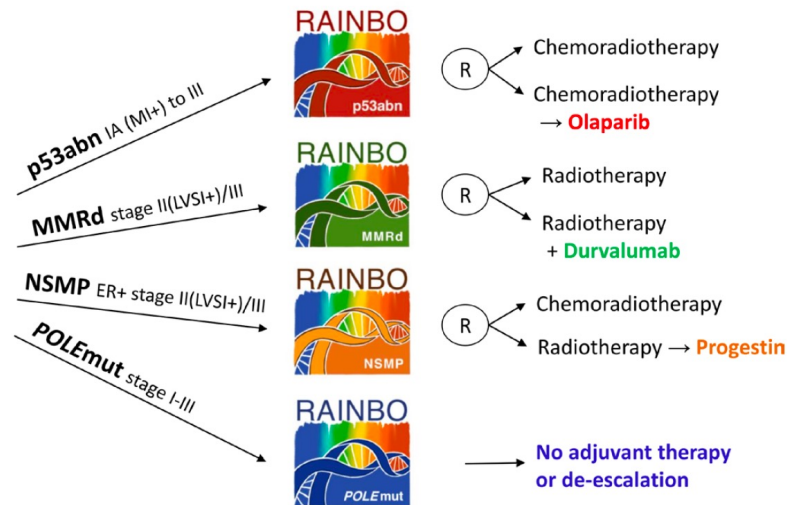 RAINBO
p53abn
p53abn IA (MI+) to III
R
Chemoradiotherapy
Chemoradiotherapy
→ Olaparib
RAINBO
MMRd
MMRd stage II(LVSI+)/III
R
Radiotherapy
Radiotherapy
+ Durvalumab
RAINBO
NSMP
NSMP ER+ stage II(LVSI+)/III
R
Chemoradiotherapy
Radiotherapy → Progestin
RAINBO
POLEmut
POLEmut stage I-III
No adjuvant therapy
or de-escalation